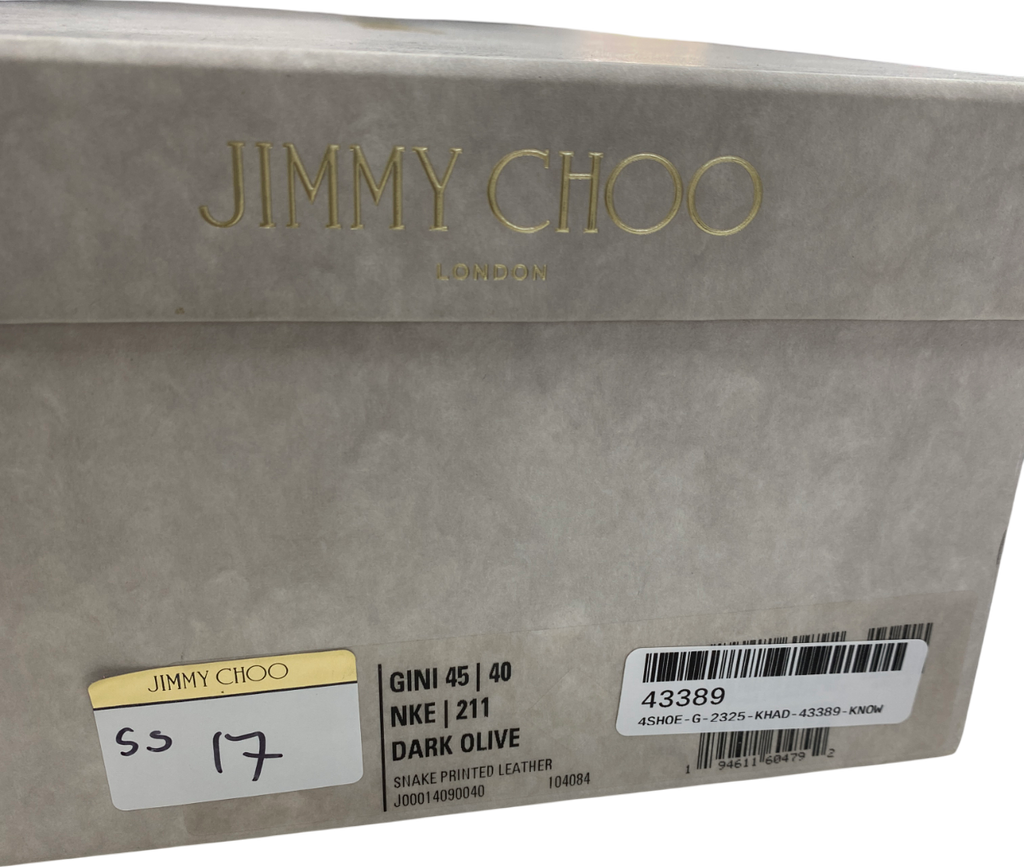 JIMMY CHOO
LONDON
JIMMY CHOO
SS 17
GINI 45 | 40
NKE | 211
DARK OLIVE
SNAKE PRINTED LEATHER
J00014090040 104084
43389
4SHOE-G-2325-KHAD-43389-KNOW
1 94611 60479 2